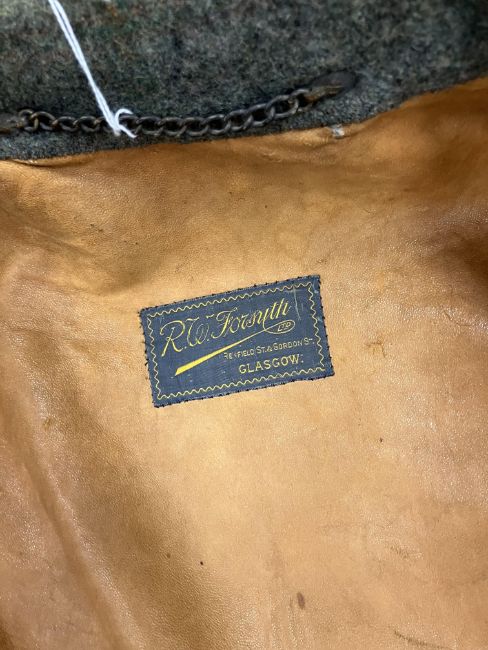 R.W. Forsyth
LTD
RENFIELD ST. & GORDON ST.
GLASGOW.